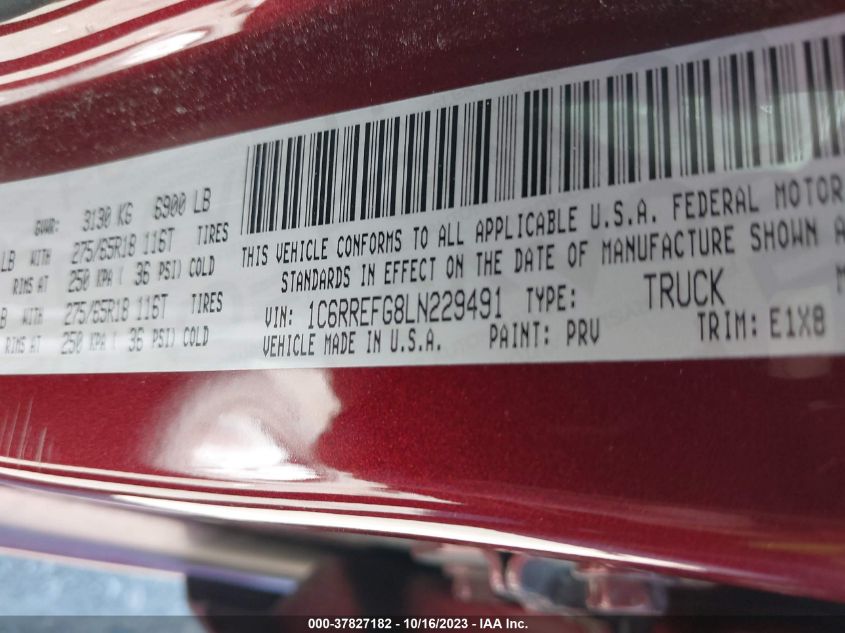 GVWR: 3130 KG 6900 LB
LB WITH 275/65R18 116T TIRES
RIMS AT 250 KPA ( 36 PSI) COLD
WITH 275/65R18 116T TIRES
RIMS AT 250 KPA ( 36 PSI) COLD
THIS VEHICLE CONFORMS TO ALL APPLICABLE U.S.A. FEDERAL MOTOR
STANDARDS IN EFFECT ON THE DATE OF MANUFACTURE SHOWN A
VIN: 1C6RREFG8LN229491 TYPE: TRUCK M
VEHICLE MADE IN U.S.A. PAINT: PRV TRIM: E1X8
000-37827182 / 10/16/2023 - IAA Inc.